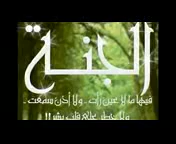 الجنة
فيها ما لا عين رأت .. ولا أذن سمعت ..
ولا خطر على قلب بشر !!